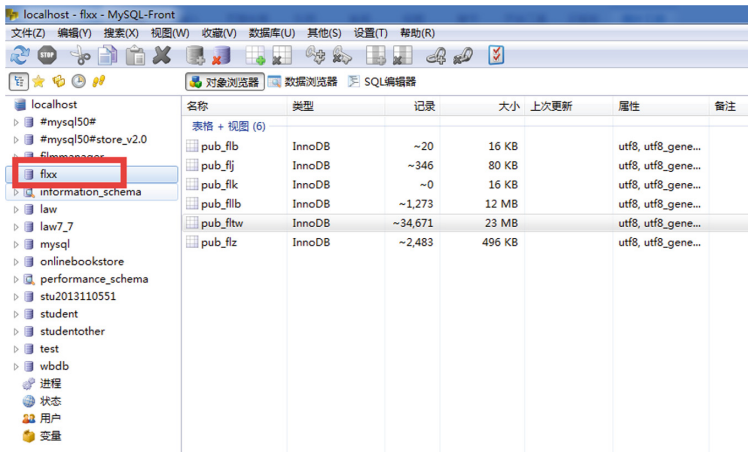 localhost - flxx - MySQL-Front
文件(Z) 编辑(Y) 搜索(X) 视图(W) 收藏(V) 数据库(U) 其他(S) 设置(T) 帮助(R)
STOP
对象浏览器 数据浏览器 SQL编辑器
localhost 名称 类型 记录 大小 上次更新 属性 备注
#mysql50# 表格 + 视图 (6)
#mysql50#store_v2.0 pub_flb InnoDB ~20 16 KB utf8, utf8_gene...
filmmanager pub_flj InnoDB ~346 80 KB utf8, utf8_gene...
flxx pub_flk InnoDB ~0 16 KB utf8, utf8_gene...
information_schema pub_fllb InnoDB ~1,273 12 MB utf8, utf8_gene...
law pub_fltw InnoDB ~34,671 23 MB utf8, utf8_gene...
law7_7 pub_flz InnoDB ~2,483 496 KB utf8, utf8_gene...
mysql
onlinebookstore
performance_schema
stu2013110551
student
studentother
test
wbdb
进程
状态
用户
变量